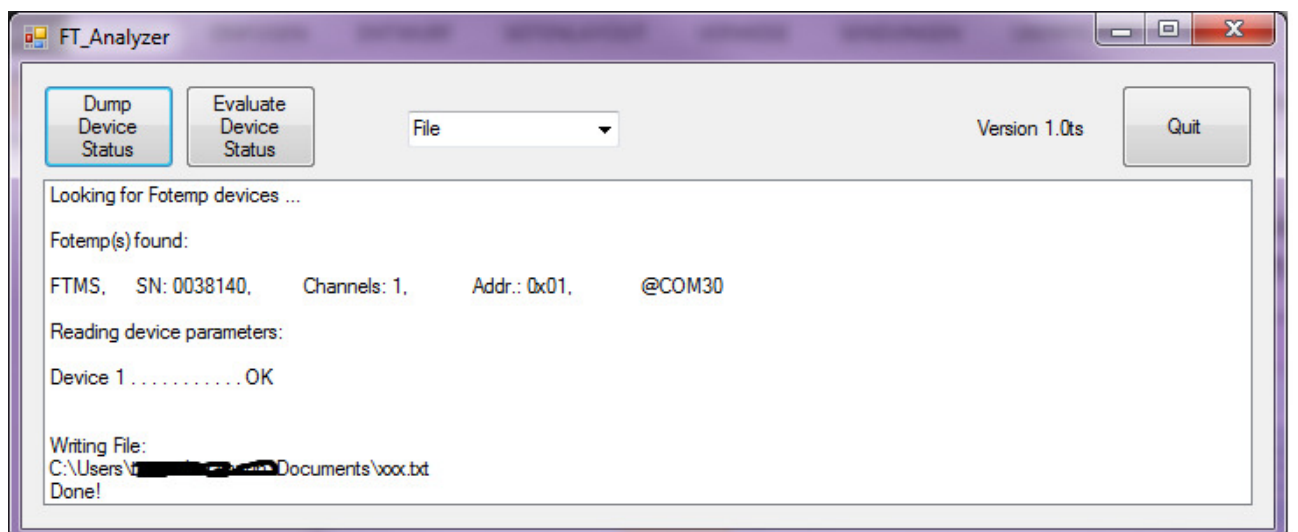 FT_Analyzer
Dump
Device
Status
Evaluate
Device
Status
File
Version 1.0ts
Quit
Looking for Fotemp devices ...
Fotemp(s) found:
FTMS, SN: 0038140, Channels: 1, Addr.: 0x01, @COM30
Reading device parameters:
Device 1 . . . . . . . . . . . OK
Writing File:
C:\Users\ Documents\xxx.txt
Done!